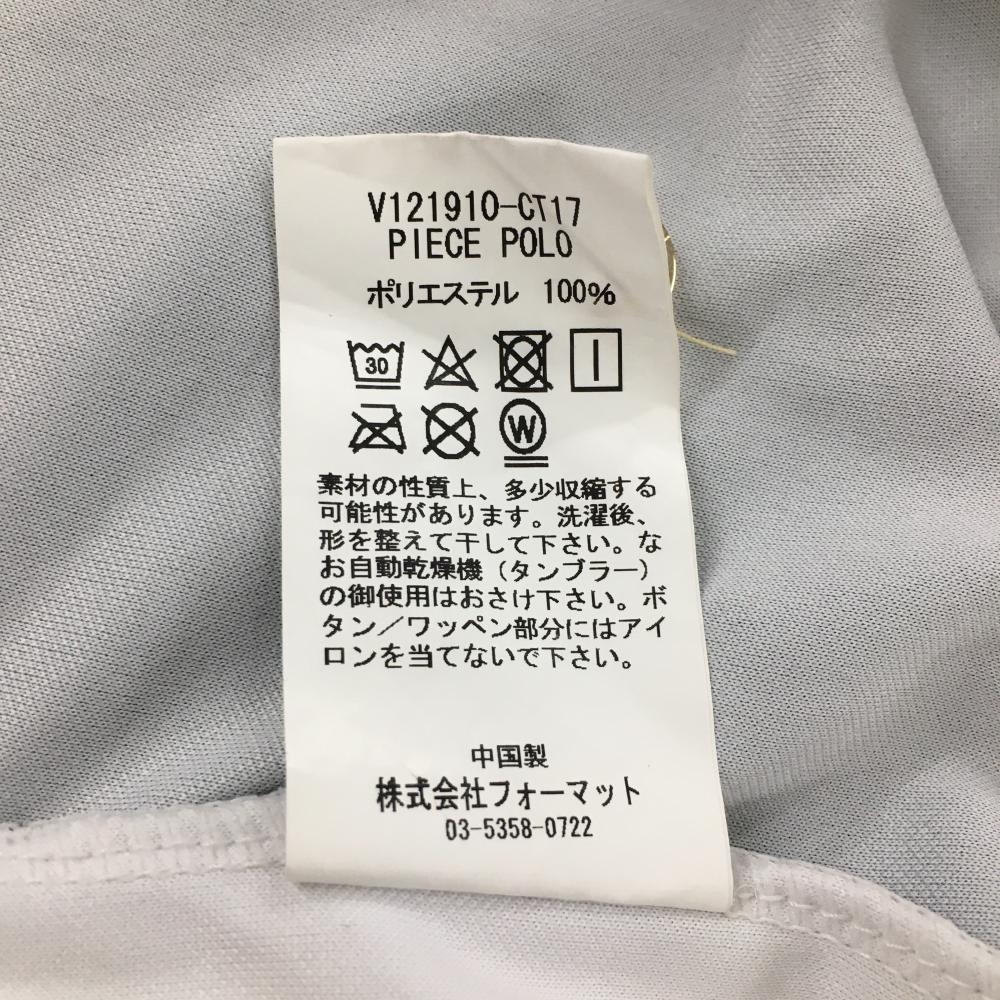 V121910-CT17
PIECE POLO
ポリエステル 100%
30
W
素材の性質上、多少収縮する
可能性があります。洗濯後、
形を整えて干して下さい。な
お自動乾燥機（タンブラー）
の御使用はおさけ下さい。ボ
タン／ワッペン部分にはアイ
ロンを当てないで下さい。
中国製
株式会社フォーマット
03-5358-0722